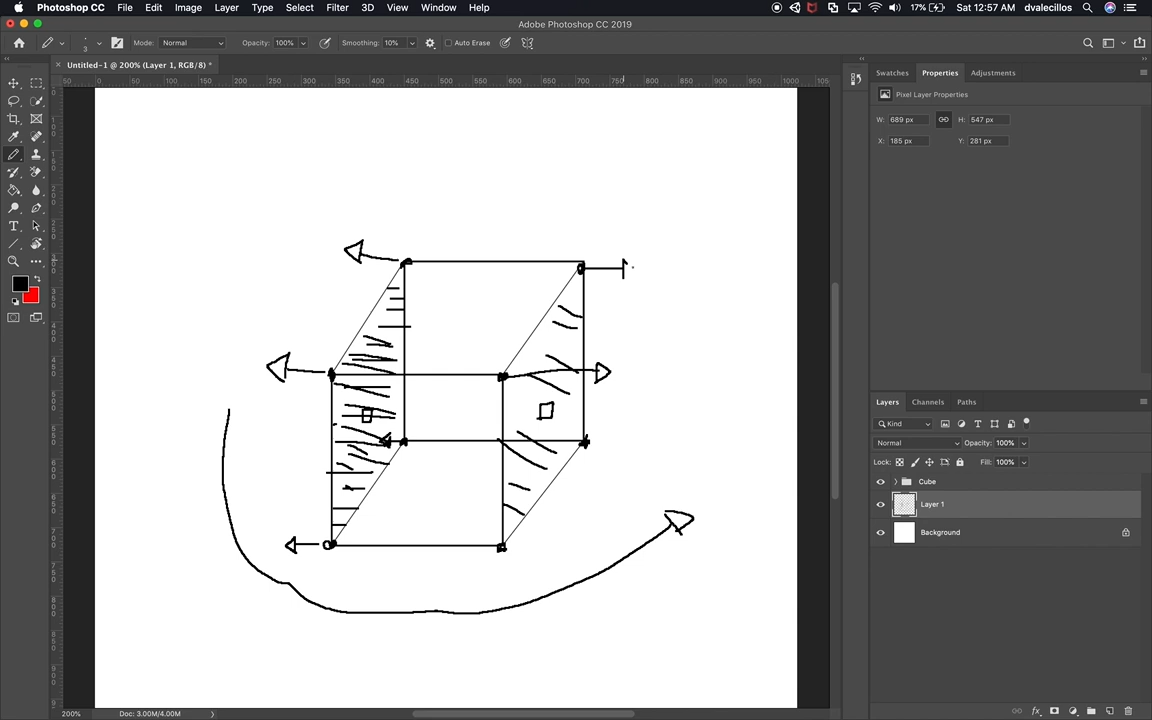 Photoshop CC File Edit Image Layer Type Select Filter 3D View Window Help 17% Sat 12:57 AM dvalecillos
Adobe Photoshop CC 2019
3 Mode: Normal Opacity: 100% Smoothing: 10% Auto Erase
Untitled-1 @ 200% (Layer 1, RGB/8) *
Swatches Properties Adjustments
Pixel Layer Properties
W: 689 px H: 547 px
X: 185 px Y: 281 px
Layers Channels Paths
Kind
Normal Opacity: 100%
Lock: Fill: 100%
Cube
Layer 1
Background
200% Doc: 3.00M/4.00M